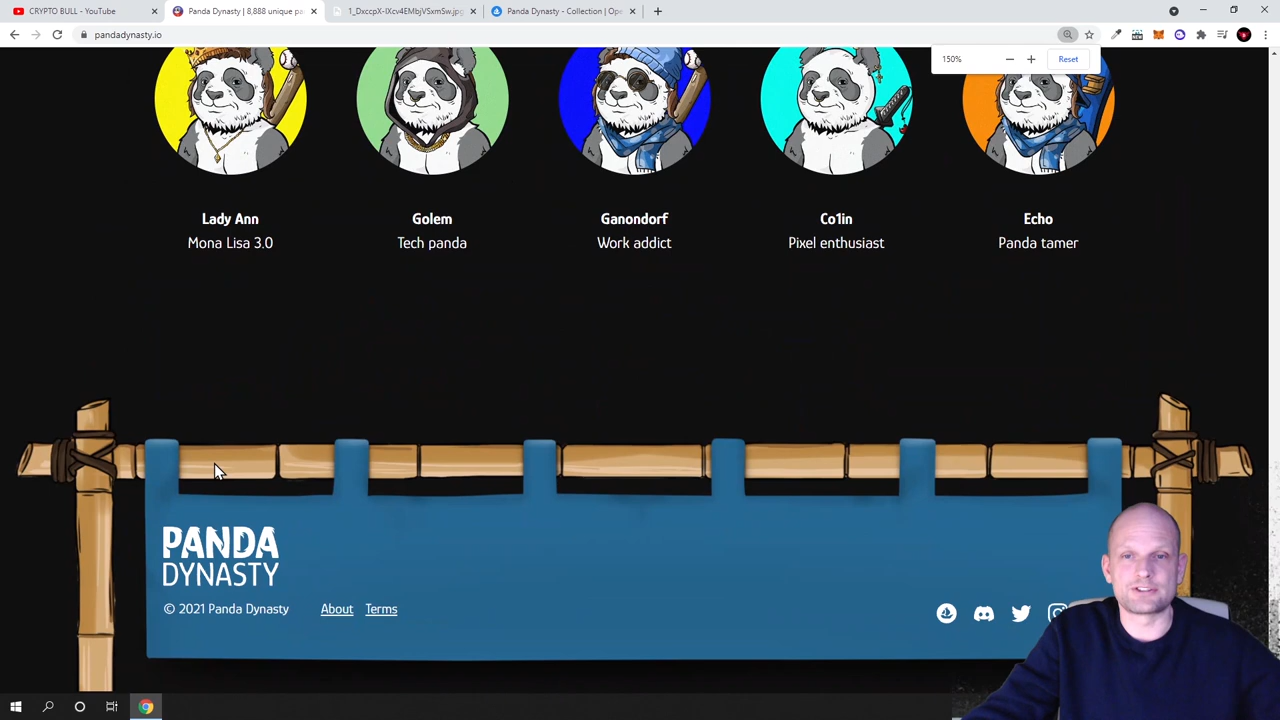 CRYPTO BULL - YouTube
Panda Dynasty | 8,888 unique pa
1_DxccpX-IXcv4EMbjVSxmSw.jpg
Panda Dynasty - Collection | Ope
pandadynasty.io
150%
Reset
Lady Ann
Golem
Ganondorf
Co1in
Echo
Mona Lisa 3.0
Tech panda
Work addict
Pixel enthusiast
Panda tamer
PANDA
DYNASTY
© 2021 Panda Dynasty
About
Terms